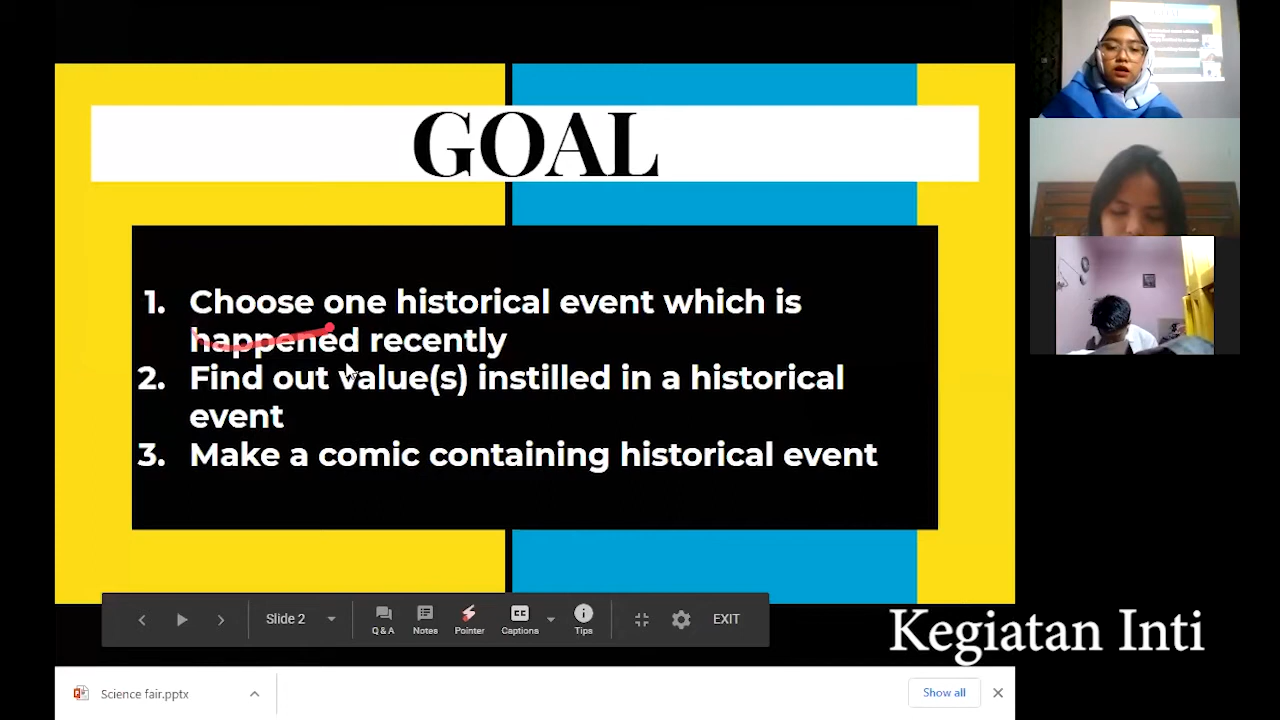 GOAL
1. Choose one historical event which is
happened recently
2. Find out value(s) instilled in a historical
event
3. Make a comic containing historical event
Slide 2
Q & A
Notes
Pointer
Captions
Tips
EXIT
Kegiatan Inti
Science fair.pptx
Show all